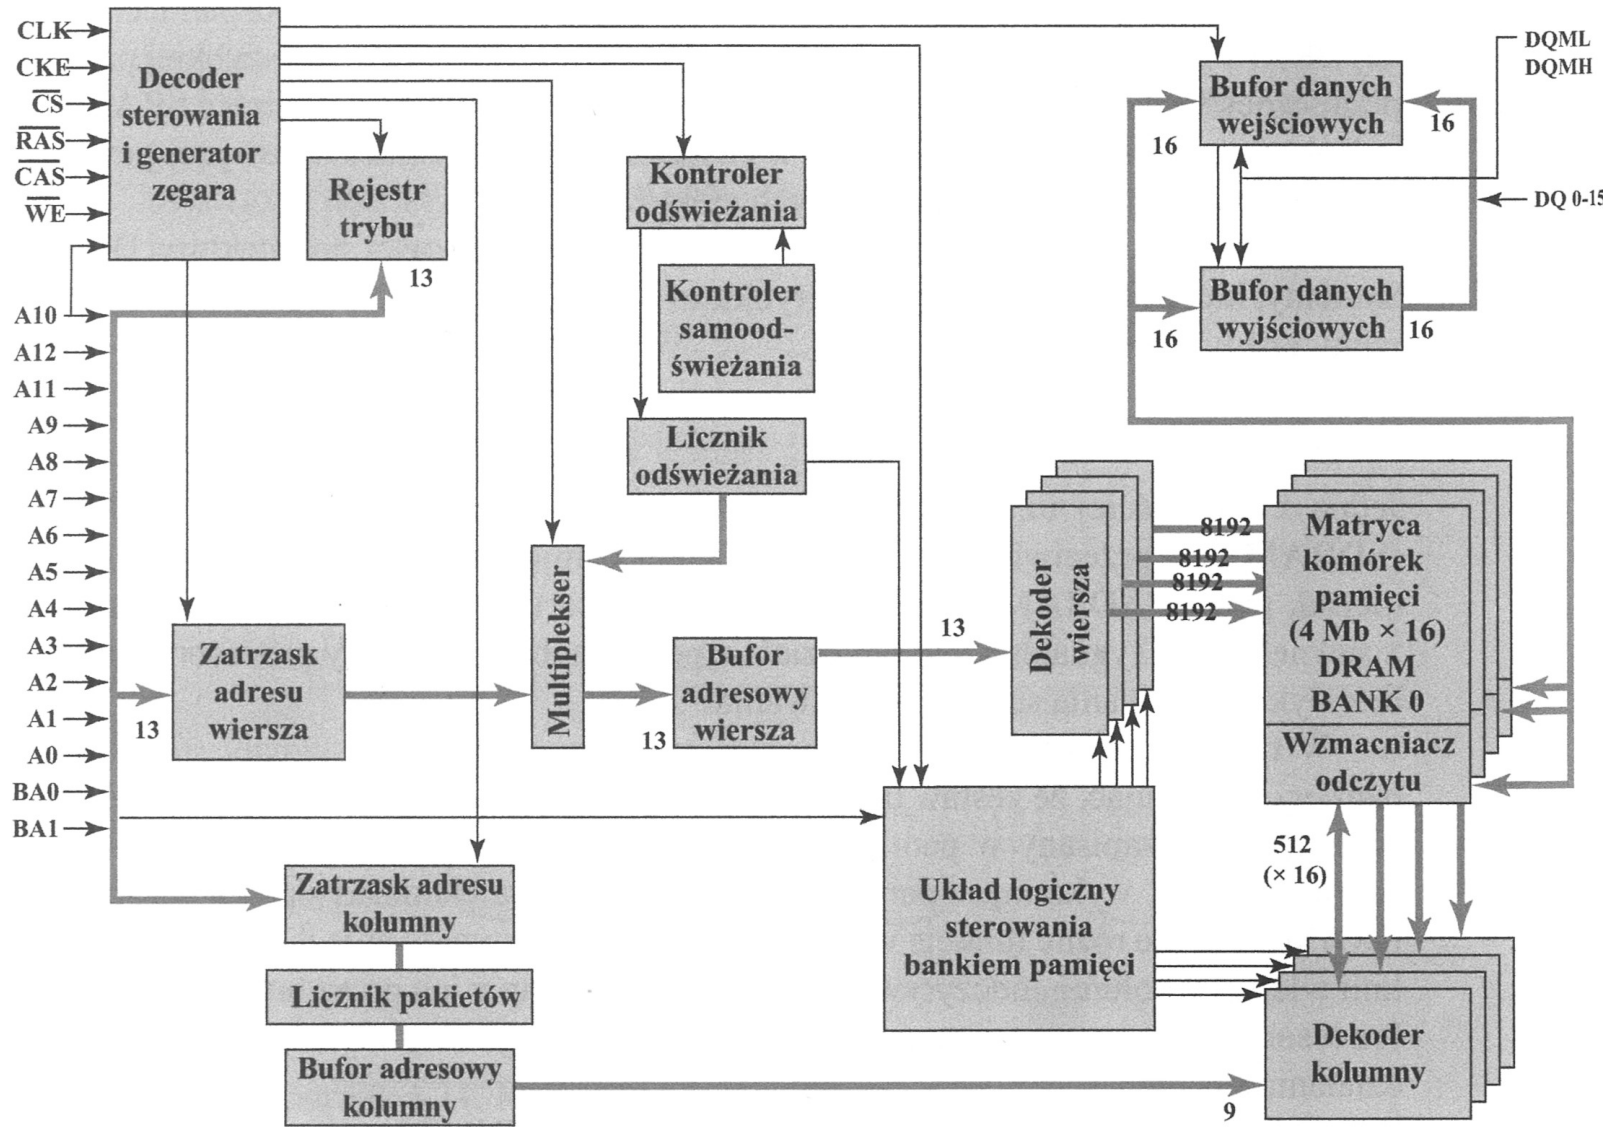 CLK
CKE
CS
RAS
CAS
WE
A10
A12
A11
A9
A8
A7
A6
A5
A4
A3
A2
A1
A0
BA0
BA1
Decoder
sterowania
i generator
zegara
Rejestr
trybu
13
Kontroler
odświeżania
Kontroler
samood-
świeżania
Licznik
odświeżania
DQML
DQMH
Bufor danych
wejściowych
16
16
DQ 0-15
Bufor danych
wyjściowych
16
16
Zatrzask
adresu
wiersza
13
Multiplekser
Bufor
adresowy
wiersza
13
13
Dekoder
wiersza
8192
8192
8192
8192
Matryca
komórek
pamięci
(4 Mb × 16)
DRAM
BANK 0
Wzmacniacz
odczytu
512
(× 16)
Układ logiczny
sterowania
bankiem pamięci
Zatrzask adresu
kolumny
Licznik pakietów
Bufor adresowy
kolumny
9
Dekoder
kolumny